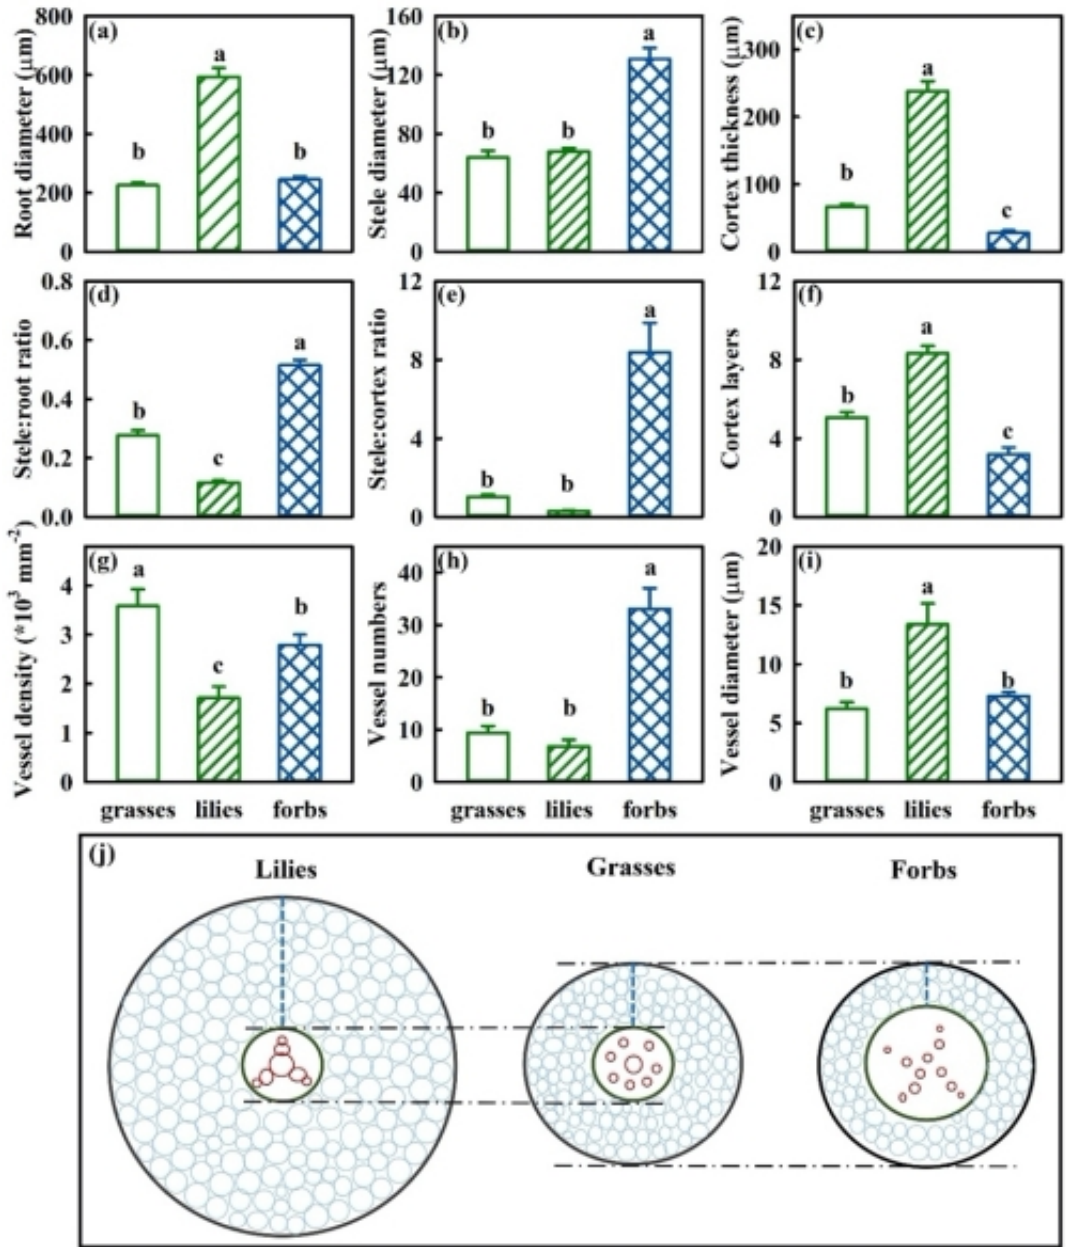 (a)
Root diameter (μm)
800
600
400
200
0
b
a
b
(b)
Stele diameter (μm)
160
120
80
40
0
b
b
a
(c)
Cortex thickness (μm)
300
200
100
0
b
a
c
(d)
Stele:root ratio
0.8
0.6
0.4
0.2
0.0
b
c
a
(e)
Stele:cortex ratio
12
8
4
0
b
b
a
(f)
Cortex layers
12
8
4
0
b
a
c
(g)
Vessel density (*10³ mm⁻²)
4
3
2
1
0
a
c
b
grasses lilies forbs
(h)
Vessel numbers
40
30
20
10
0
b
b
a
grasses lilies forbs
(i)
Vessel diameter (μm)
20
15
10
5
0
b
a
b
grasses lilies forbs
(j)
Lilies
Grasses
Forbs